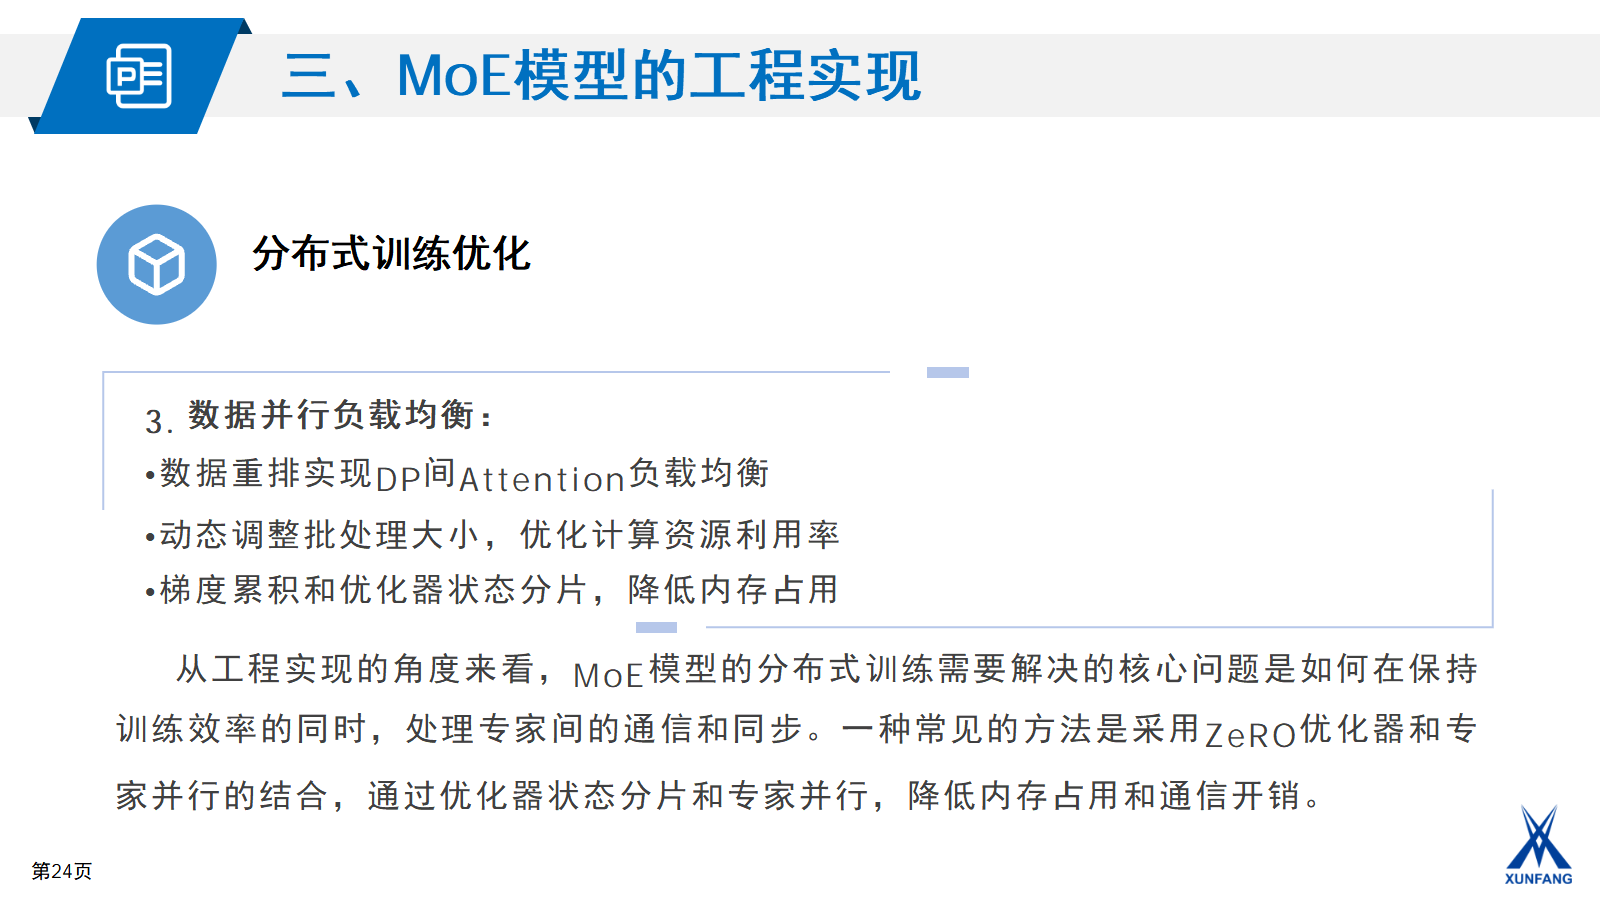 三、MoE模型的工程实现
分布式训练优化
3. 数据并行负载均衡：
•数据重排实现DP间Attention负载均衡
•动态调整批处理大小，优化计算资源利用率
•梯度累积和优化器状态分片，降低内存占用
从工程实现的角度来看，MoE模型的分布式训练需要解决的核心问题是如何在保持
训练效率的同时，处理专家间的通信和同步。一种常见的方法是采用ZeRO优化器和专
家并行的结合，通过优化器状态分片和专家并行，降低内存占用和通信开销。
第24页
XUNFANG